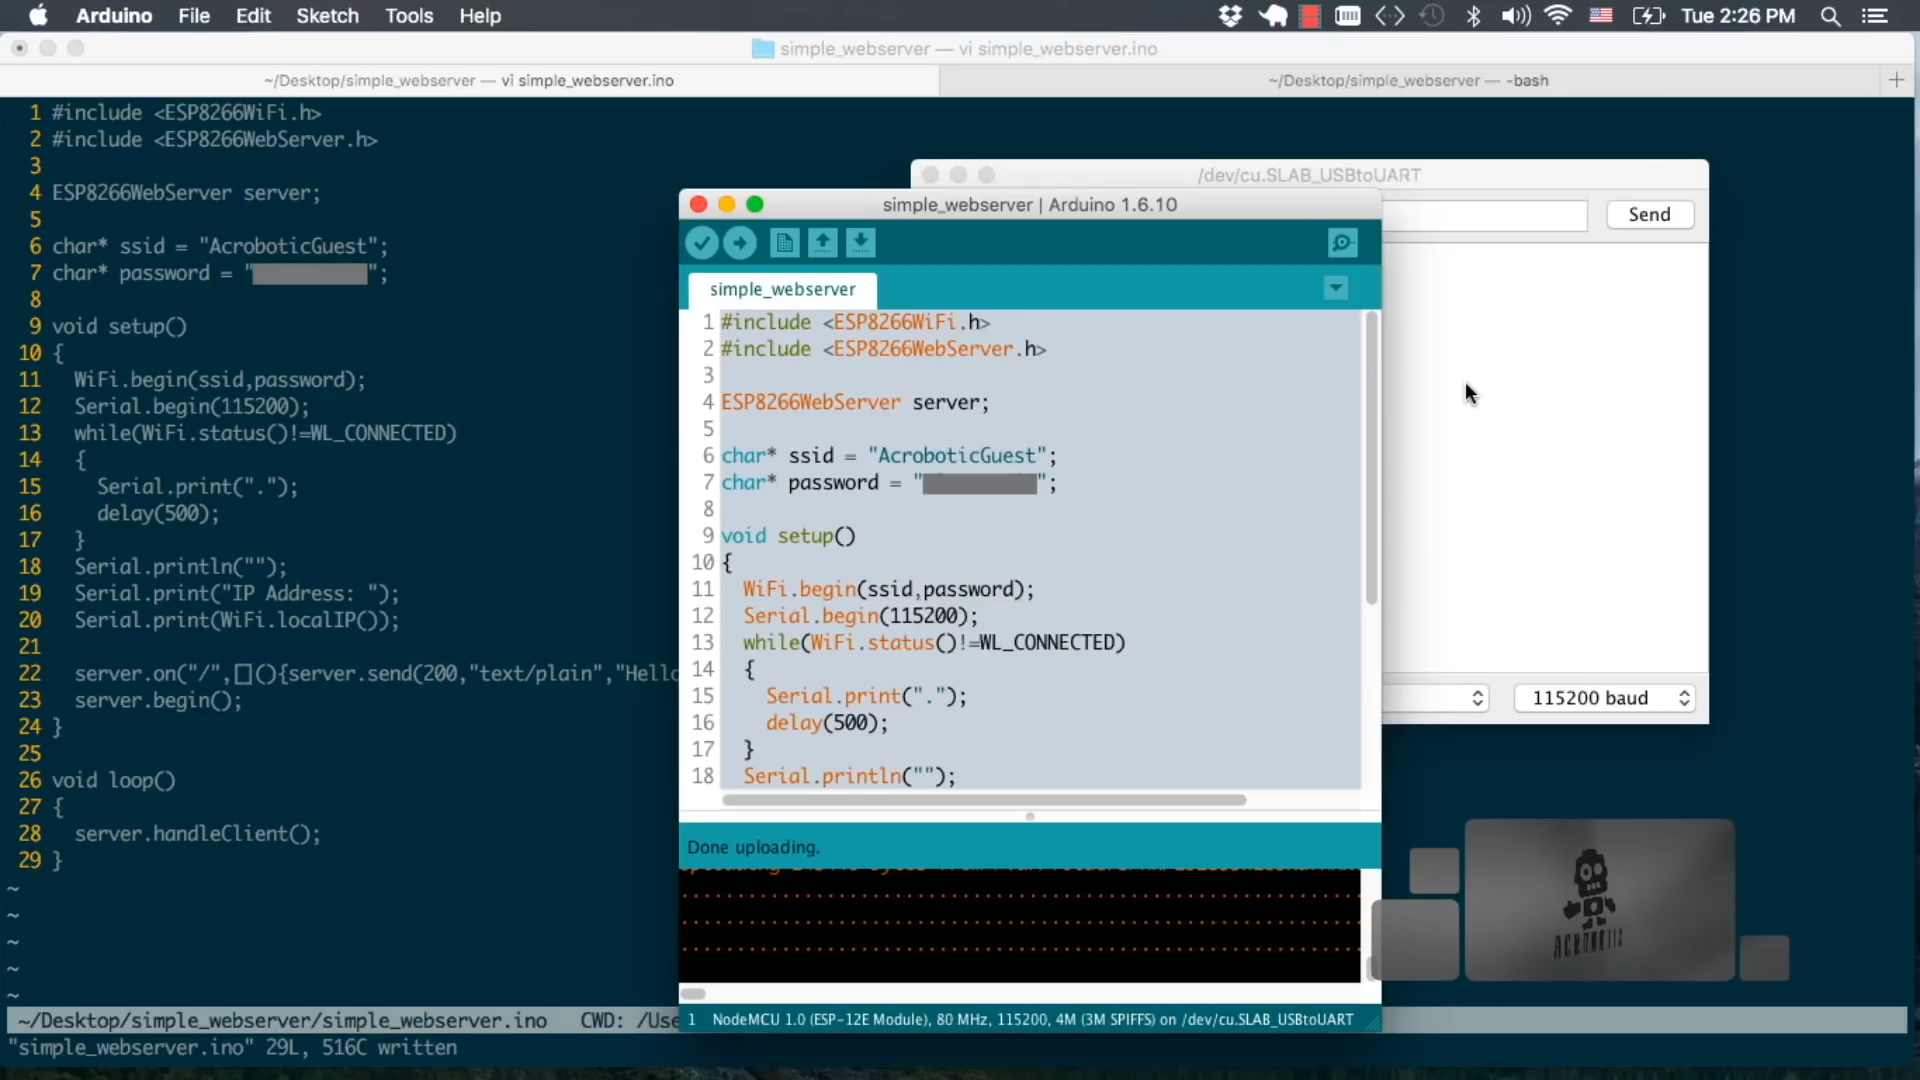 Arduino File Edit Sketch Tools Help Tue 2:26 PM
simple_webserver — vi simple_webserver.ino
~/Desktop/simple_webserver — vi simple_webserver.ino
~/Desktop/simple_webserver — -bash
1 #include <ESP8266WiFi.h>
2 #include <ESP8266WebServer.h>
3
4 ESP8266WebServer server;
5
6 char* ssid = "AcroboticGuest";
7 char* password = "";
8
9 void setup()
10 {
11 WiFi.begin(ssid,password);
12 Serial.begin(115200);
13 while(WiFi.status()!=WL_CONNECTED)
14 {
15 Serial.print(".");
16 delay(500);
17 }
18 Serial.println("");
19 Serial.print("IP Address: ");
20 Serial.print(WiFi.localIP());
21
22 server.on("/",[](){server.send(200,"text/plain","Hello
23 server.begin();
24 }
25
26 void loop()
27 {
28 server.handleClient();
29 }
~
~
~
~
~
~/Desktop/simple_webserver/simple_webserver.ino CWD: /Use
"simple_webserver.ino" 29L, 516C written
/dev/cu.SLAB_USBtoUART
Send
115200 baud
simple_webserver | Arduino 1.6.10
simple_webserver
1 #include <ESP8266WiFi.h>
2 #include <ESP8266WebServer.h>
3
4 ESP8266WebServer server;
5
6 char* ssid = "AcroboticGuest";
7 char* password = "";
8
9 void setup()
10 {
11 WiFi.begin(ssid,password);
12 Serial.begin(115200);
13 while(WiFi.status()!=WL_CONNECTED)
14 {
15 Serial.print(".");
16 delay(500);
17 }
18 Serial.println("");
Done uploading.
1 NodeMCU 1.0 (ESP-12E Module), 80 MHz, 115200, 4M (3M SPIFFS) on /dev/cu.SLAB_USBtoUART
ACROBOTIC